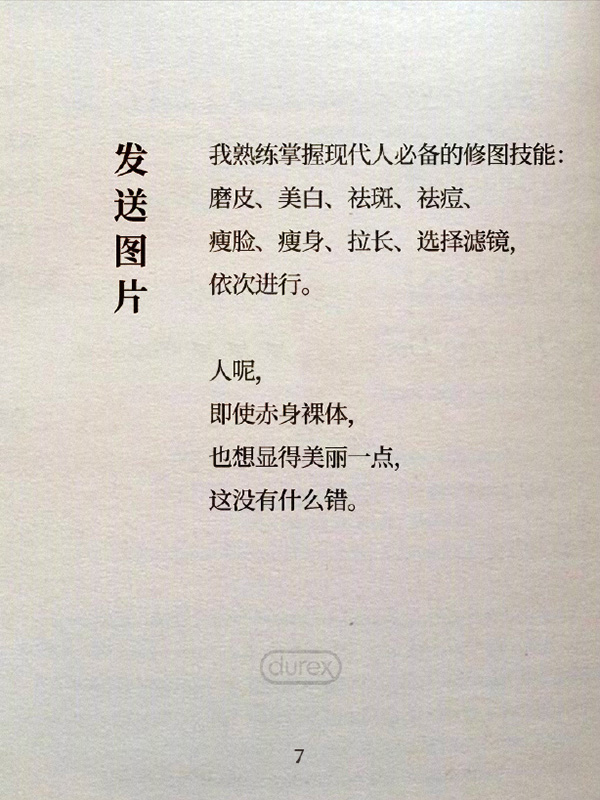 发送图片
我熟练掌握现代人必备的修图技能：
磨皮、美白、祛斑、祛痘、
瘦脸、瘦身、拉长、选择滤镜，
依次进行。
人呢，
即使赤身裸体，
也想显得美丽一点，
这没有什么错。
durex
7